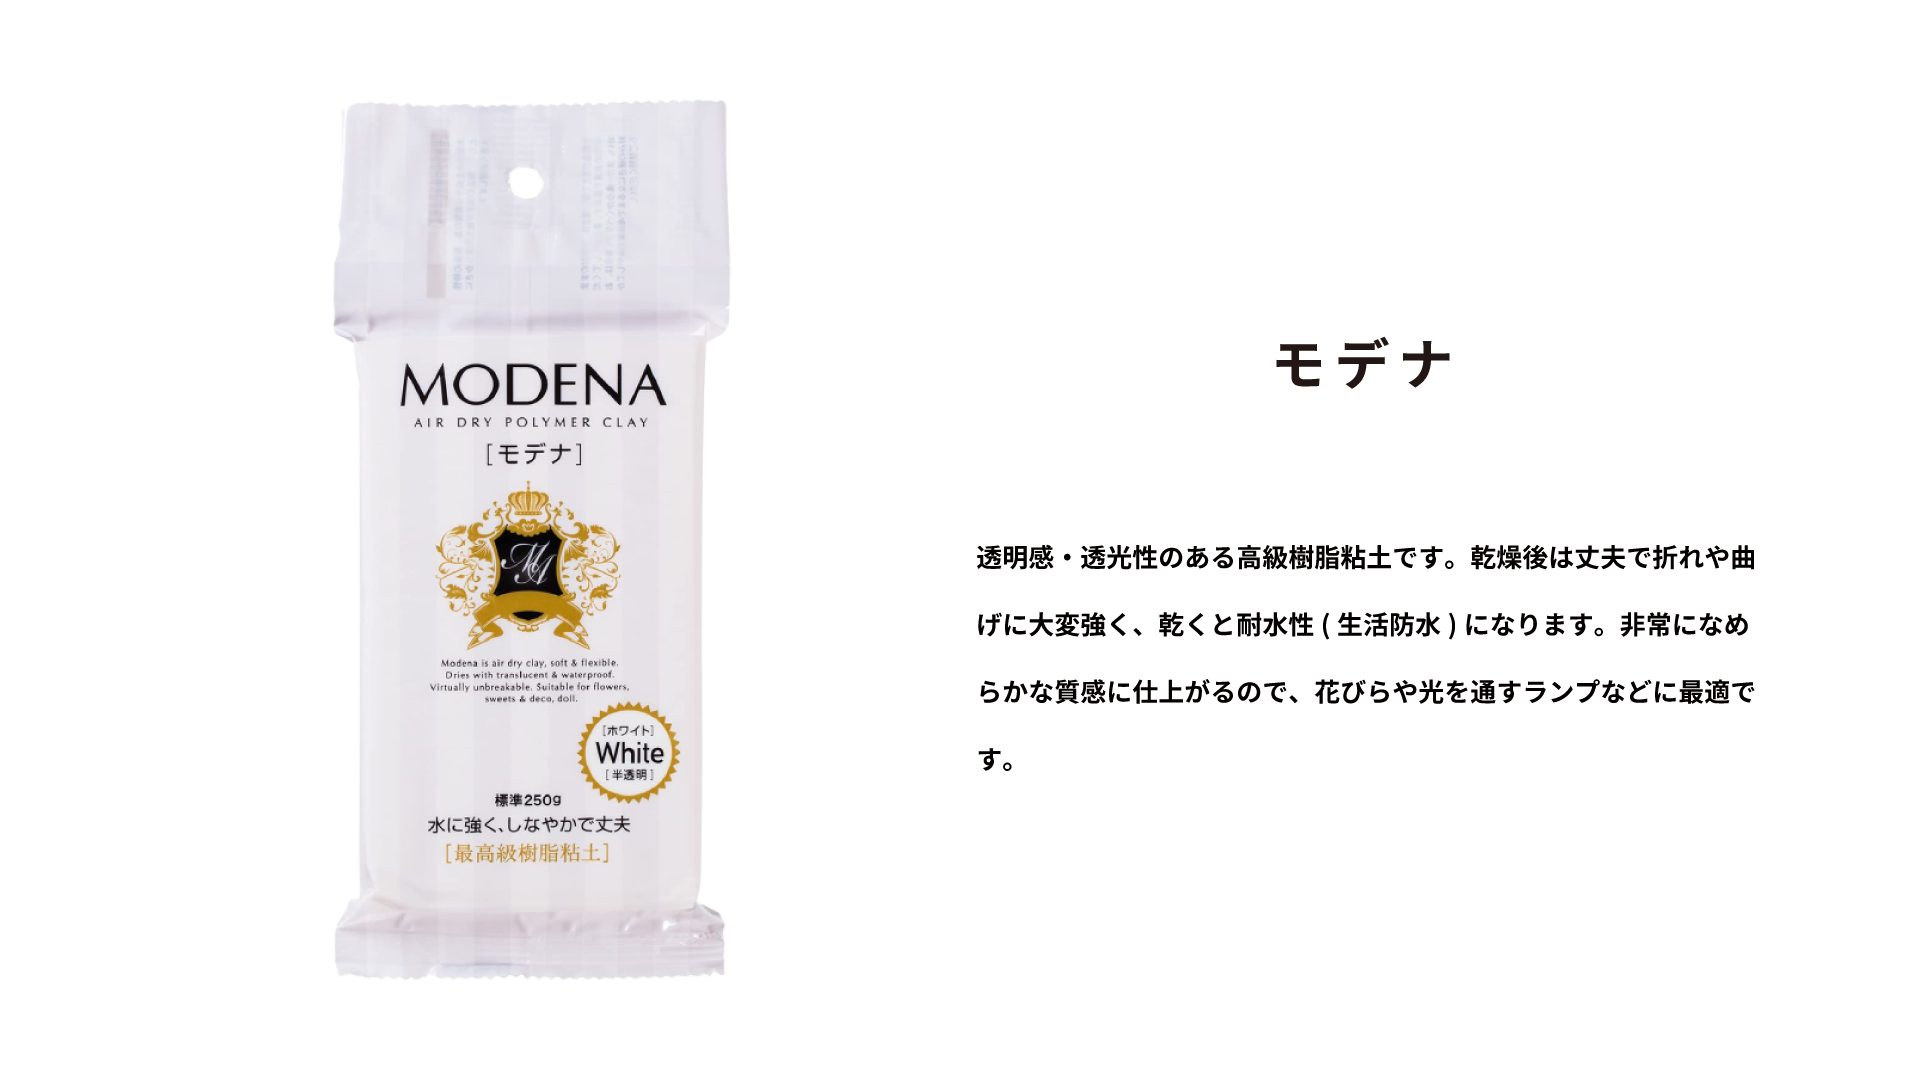 MODENA
AIR DRY POLYMER CLAY
[モデナ]
MA
Modena is air dry clay, soft & flexible.
Dries with translucent & waterproof.
Virtually unbreakable. Suitable for flowers,
sweets & deco, doll.
[ホワイト]
White
[半透明]
標準250g
水に強く、しなやかで丈夫
[最高級樹脂粘土]
モデナ
透明感・透光性のある高級樹脂粘土です。乾燥後は丈夫で折れや曲
げに大変強く、乾くと耐水性 ( 生活防水 ) になります。非常になめ
らかな質感に仕上がるので、花びらや光を通すランプなどに最適で
す。